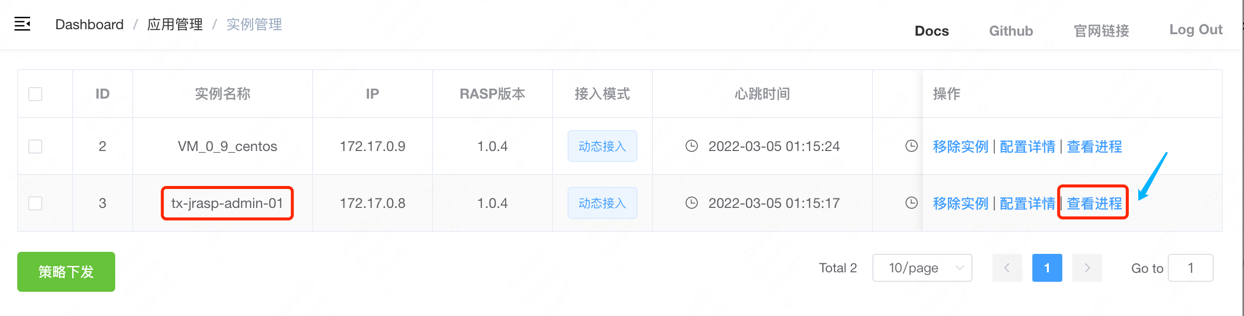 Dashboard / 应用管理 / 实例管理
Docs Github 官网链接 Log Out
ID 实例名称 IP RASP版本 接入模式 心跳时间 操作
2 VM_0_9_centos 172.17.0.9 1.0.4 动态接入 2022-03-05 01:15:24 移除实例 | 配置详情 | 查看进程
3 tx-jrasp-admin-01 172.17.0.8 1.0.4 动态接入 2022-03-05 01:15:17 移除实例 | 配置详情 | 查看进程
策略下发
Total 2 10/page 1 Go to 1